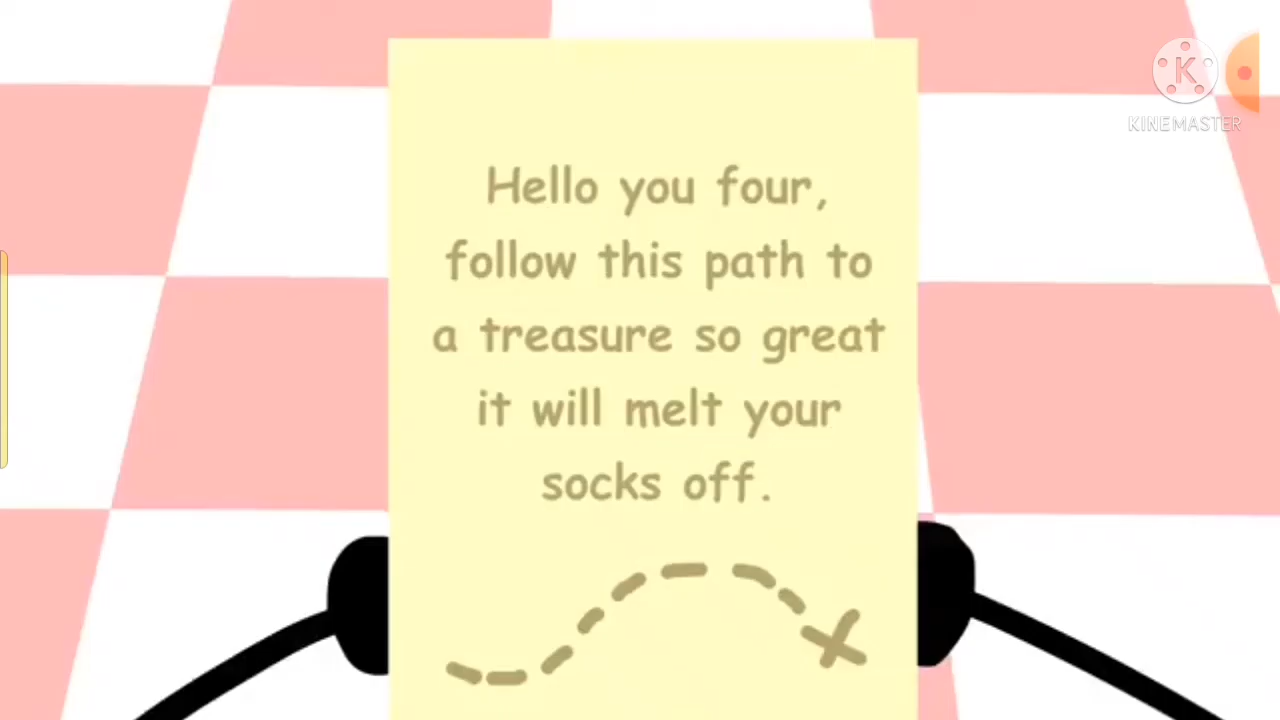 KINEMASTER
Hello you four,
follow this path to
a treasure so great
it will melt your
socks off.